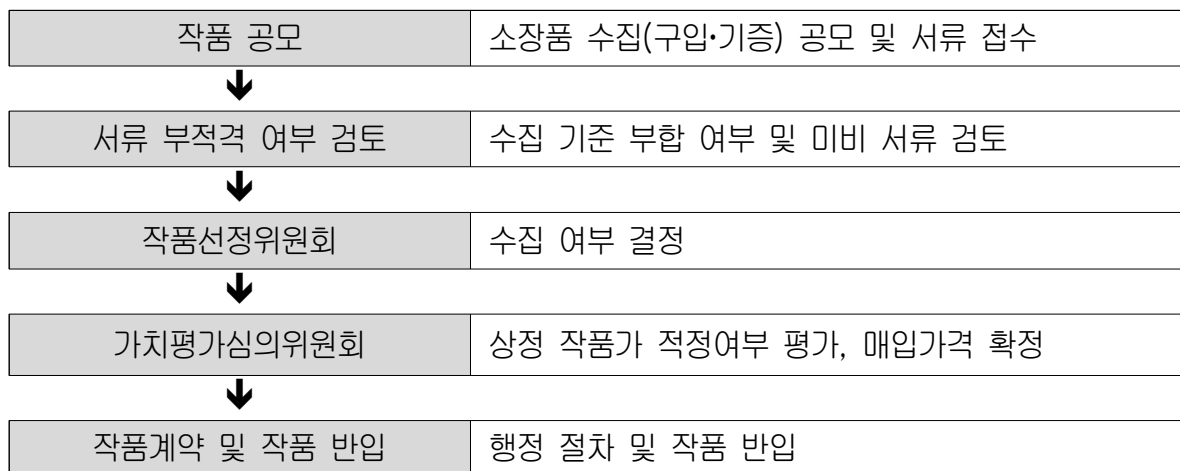 작품 공모 소장품 수집(구입•기증) 공모 및 서류 접수
서류 부적격 여부 검토 수집 기준 부합 여부 및 미비 서류 검토
작품선정위원회 수집 여부 결정
가치평가심의위원회 상정 작품가 적정여부 평가, 매입가격 확정
작품계약 및 작품 반입 행정 절차 및 작품 반입